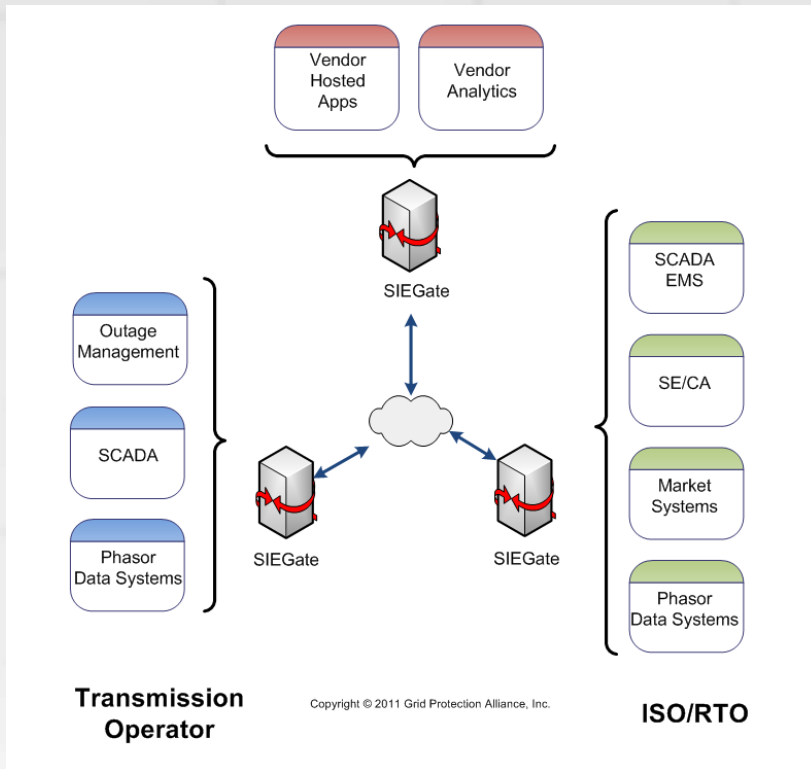 Vendor
Hosted
Apps
Vendor
Analytics
SIEGate
Outage
Management
SCADA
Phasor
Data Systems
SIEGate
SIEGate
SCADA
EMS
SE/CA
Market
Systems
Phasor
Data Systems
Transmission
Operator
Copyright © 2011 Grid Protection Alliance, Inc.
ISO/RTO